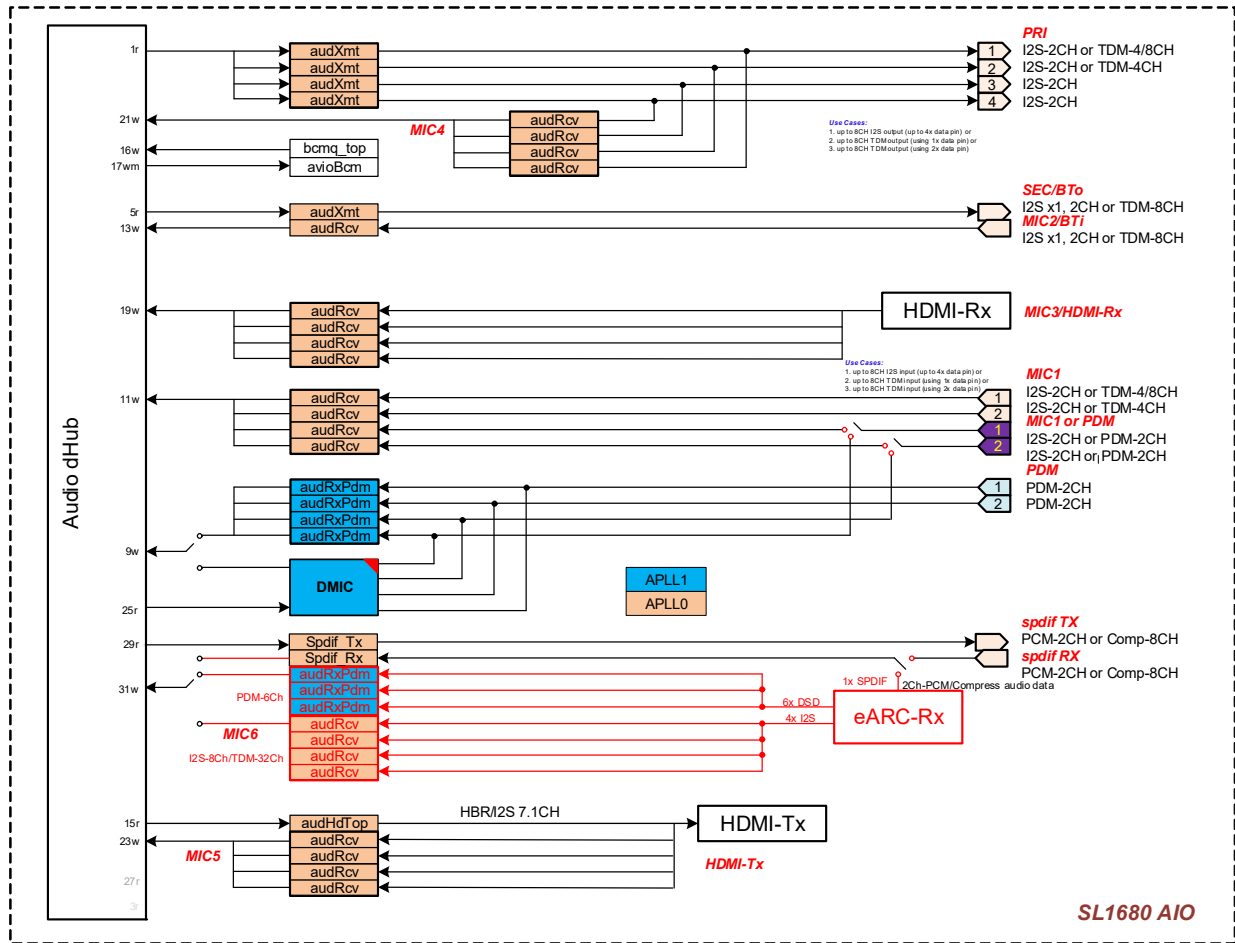 Audio dHub
1r
audXmt
audXmt
audXmt
audXmt
PRI
1
I2S-2CH or TDM-4/8CH
2
I2S-2CH or TDM-4CH
3
I2S-2CH
4
I2S-2CH
21w
MIC4
audRcv
audRcv
audRcv
audRcv
Use Cases:
1. up to 8CH I2S output (up to 4x data pin) or
2. up to 8CH TDM output (using 1x data pin) or
3. up to 8CH TDM output (using 2x data pin)
16w
bcmq_top
17wm
avioBcm
SEC/BTo
5r
audXmt
I2S x1, 2CH or TDM-8CH
MIC2/BTi
13w
audRcv
I2S x1, 2CH or TDM-8CH
19w
audRcv
audRcv
audRcv
audRcv
HDMI-Rx
MIC3/HDMI-Rx
Use Cases:
1. up to 8CH I2S input (up to 4x data pin) or
2. up to 8CH TDM input (using 1x data pin) or
3. up to 8CH TDM input (using 2x data pin)
MIC1
11w
audRcv
audRcv
audRcv
audRcv
1
I2S-2CH or TDM-4/8CH
2
I2S-2CH or TDM-4CH
MIC1 or PDM
1
I2S-2CH or PDM-2CH
2
I2S-2CH or PDM-2CH
PDM
audRxPdm
audRxPdm
audRxPdm
audRxPdm
1
PDM-2CH
2
PDM-2CH
9w
DMIC
25r
APLL1
APLL0
spdif TX
29r
Spdif_Tx
PCM-2CH or Comp-8CH
spdif RX
Spdif_Rx
PCM-2CH or Comp-8CH
31w
audRxPdm
audRxPdm
audRxPdm
PDM-6Ch
1x SPDIF
2Ch-PCM/Compress audio data
6x DSD
4x I2S
eARC-Rx
MIC6
audRcv
audRcv
audRcv
audRcv
I2S-8Ch/TDM-32Ch
15r
audHdTop
HBR/I2S 7.1CH
HDMI-Tx
23w
MIC5
audRcv
audRcv
audRcv
audRcv
HDMI-Tx
27r
3r
SL1680 AIO